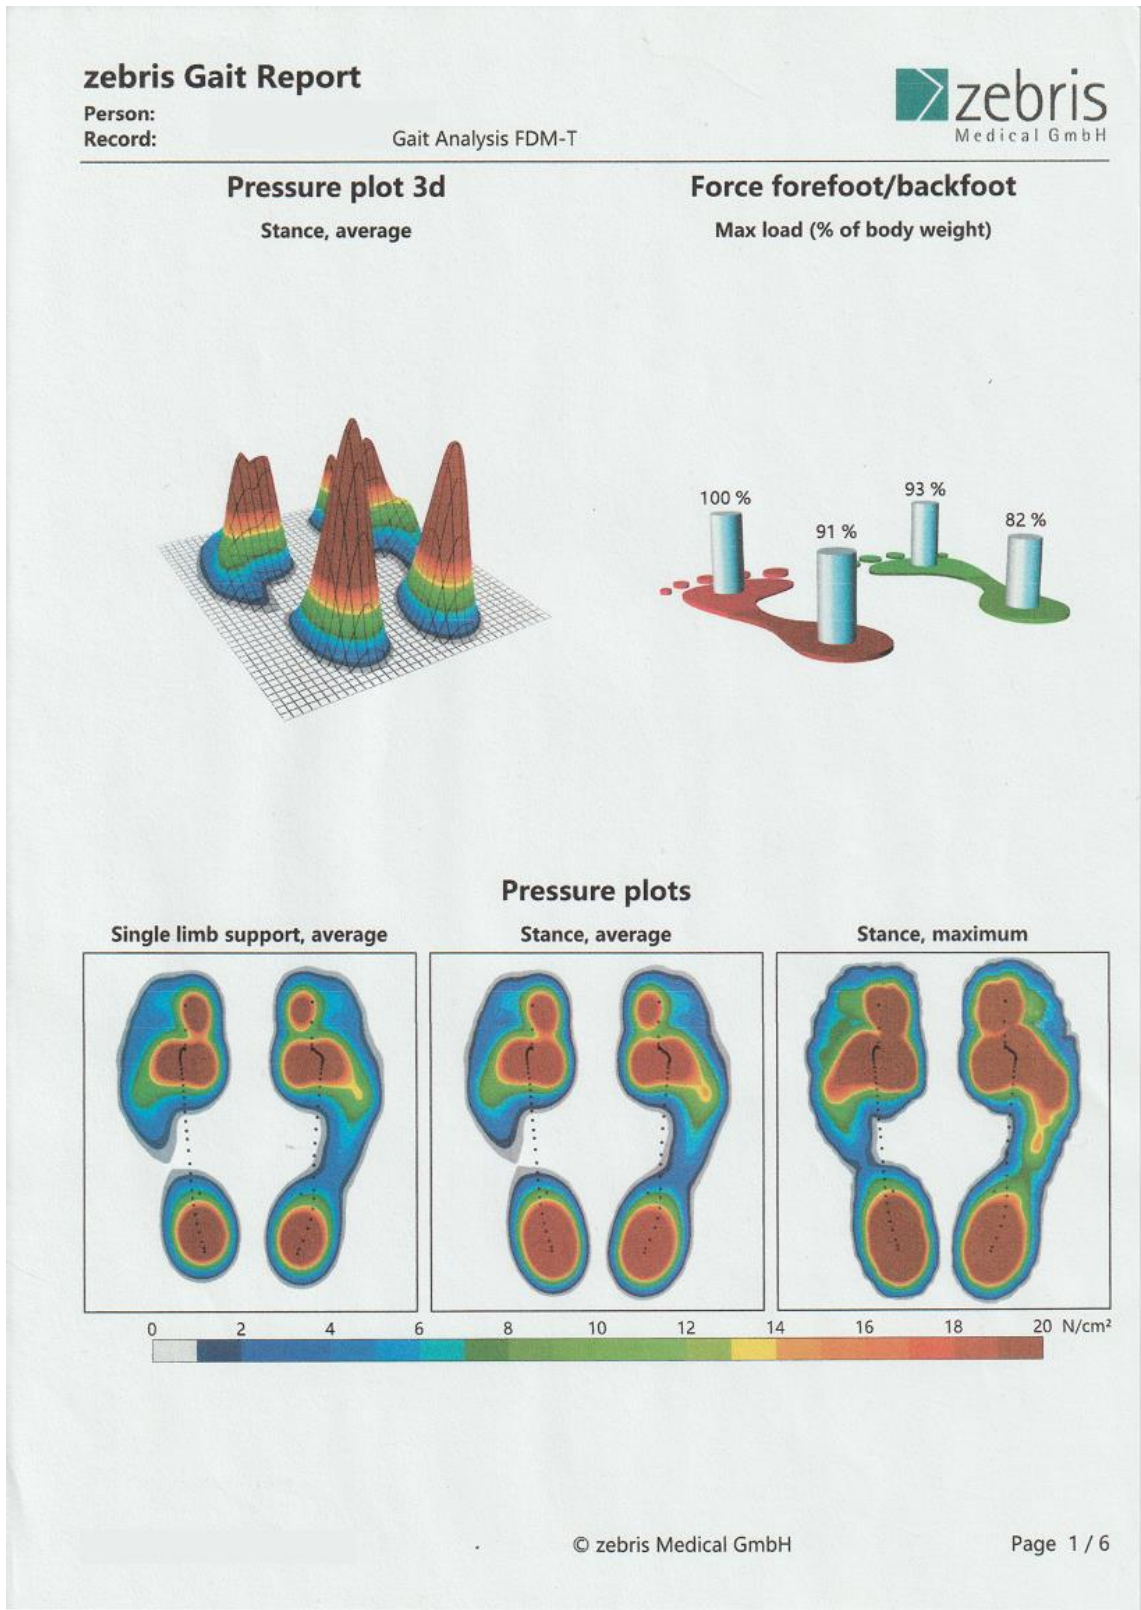 zebris Gait Report
zebris
Medical GmbH
Person:
Record:
Gait Analysis FDM-T
Pressure plot 3d
Force forefoot/backfoot
Stance, average
Max load (% of body weight)
100 %
91 %
93 %
82 %
Pressure plots
Single limb support, average
Stance, average
Stance, maximum
0 2 4 6 8 10 12 14 16 18 20 N/cm²
© zebris Medical GmbH
Page 1 / 6